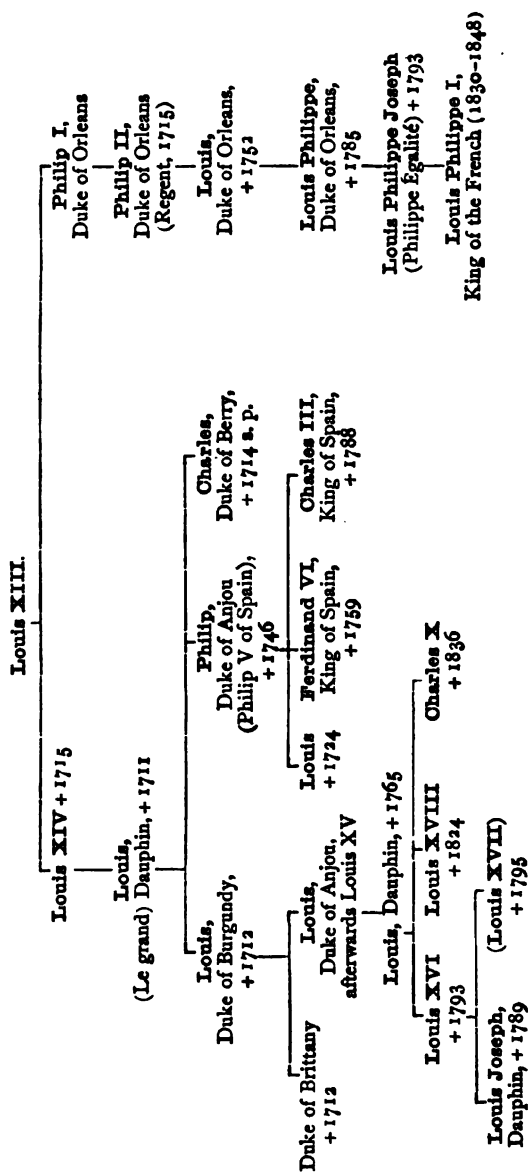 Louis XIII.
Louis XIV + 1715
Louis,
(Le grand) Dauphin, + 1711
Louis,
Duke of Burgundy,
+ 1712
Philip,
Duke of Anjou
(Philip V of Spain),
+ 1746
Charles,
Duke of Berry,
+ 1714 s. p.
Duke of Brittany
+ 1712
Louis,
Duke of Anjou,
afterwards Louis XV
Louis
+ 1724
Ferdinand VI,
King of Spain,
+ 1759
Charles III,
King of Spain,
+ 1788
Louis, Dauphin, + 1765
Louis XVI
+ 1793
Louis XVIII
+ 1824
Charles X
+ 1836
Louis Joseph,
Dauphin, + 1789
(Louis XVII)
+ 1795
Philip I,
Duke of Orleans
Philip II,
Duke of Orleans
(Regent, 1715)
Louis,
Duke of Orleans,
+ 1752
Louis Philippe,
Duke of Orleans,
+ 1785
Louis Philippe Joseph
(Philippe Egalité) + 1793
Louis Philippe I,
King of the French (1830-1848)